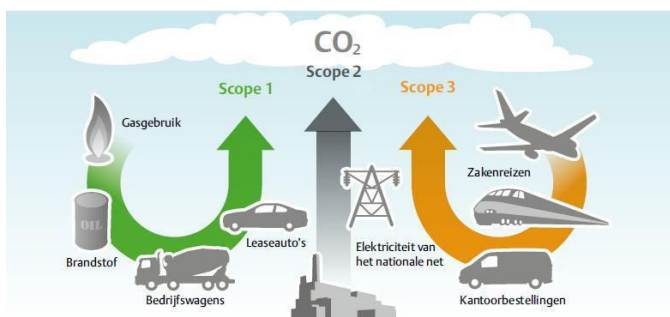 CO₂
Scope 2
Scope 1
Scope 3
Gasgebruik
OIL
Brandstof
Bedrijfswagens
Leaseauto's
Elektriciteit van
het nationale net
Zakenreizen
Kantoorbestellingen